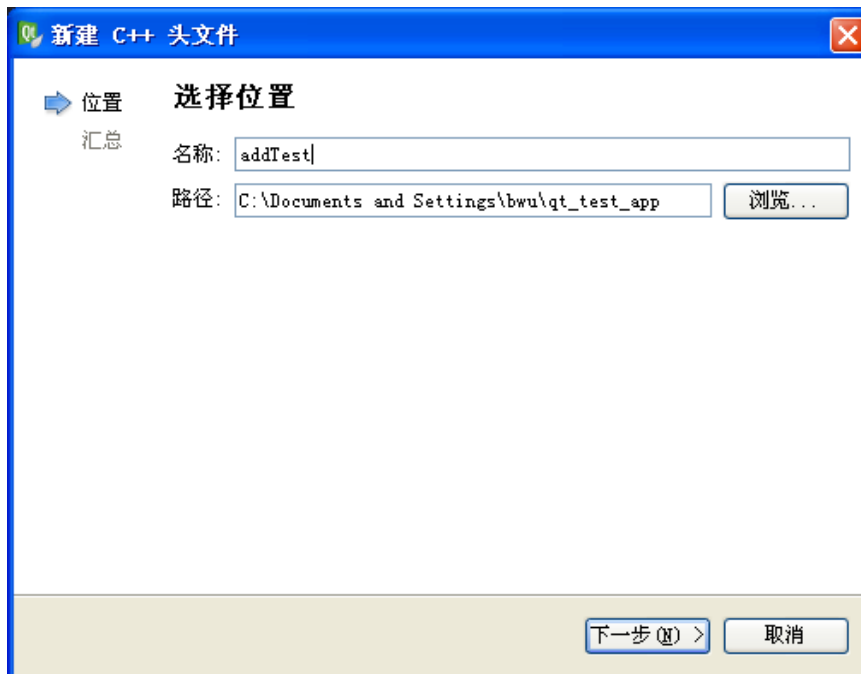 新建 C++ 头文件
位置
汇总
选择位置
名称: addTest
路径: C:\Documents and Settings\bwu\qt_test_app 浏览...
下一步(N) > 取消